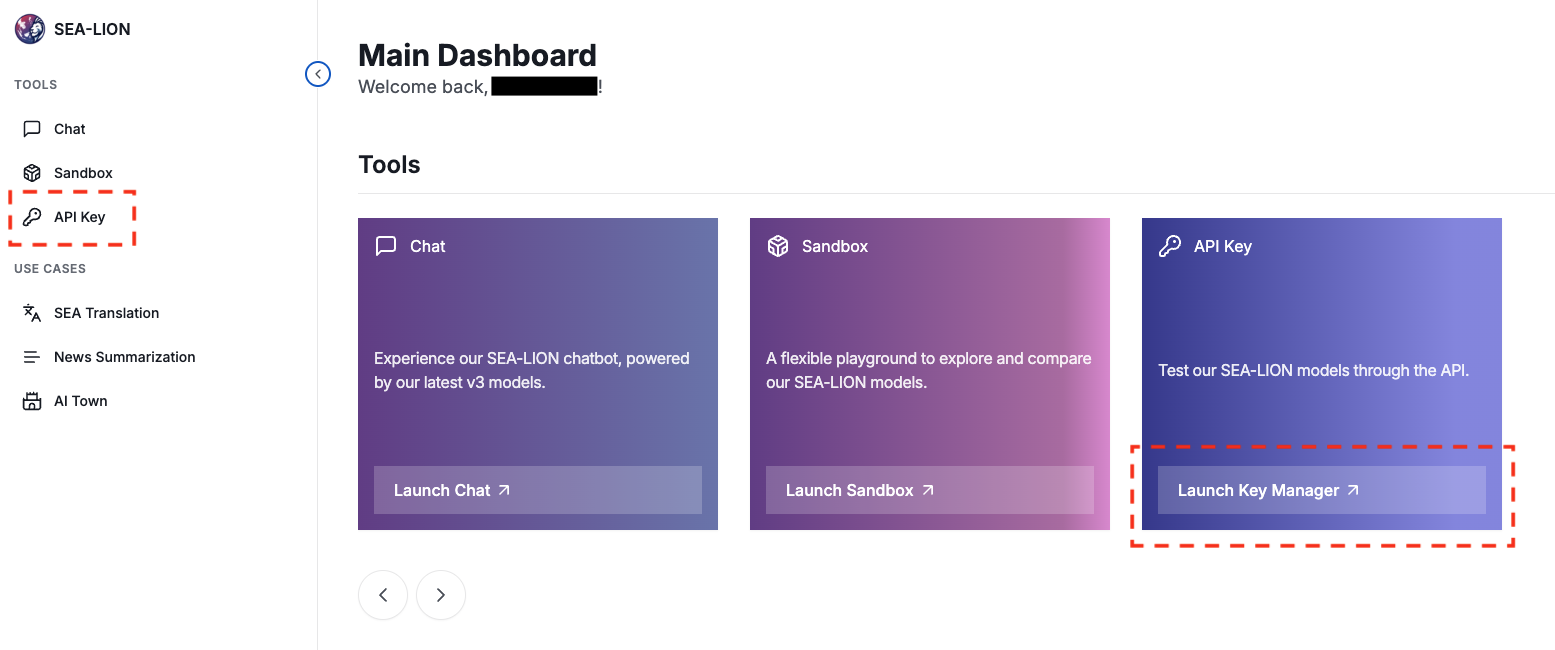 SEA-LION
TOOLS
Chat
Sandbox
API Key
USE CASES
SEA Translation
News Summarization
AI Town
Main Dashboard
Welcome back, !
Tools
Chat
Experience our SEA-LION chatbot, powered
by our latest v3 models.
Launch Chat
Sandbox
A flexible playground to explore and compare
our SEA-LION models.
Launch Sandbox
API Key
Test our SEA-LION models through the API.
Launch Key Manager